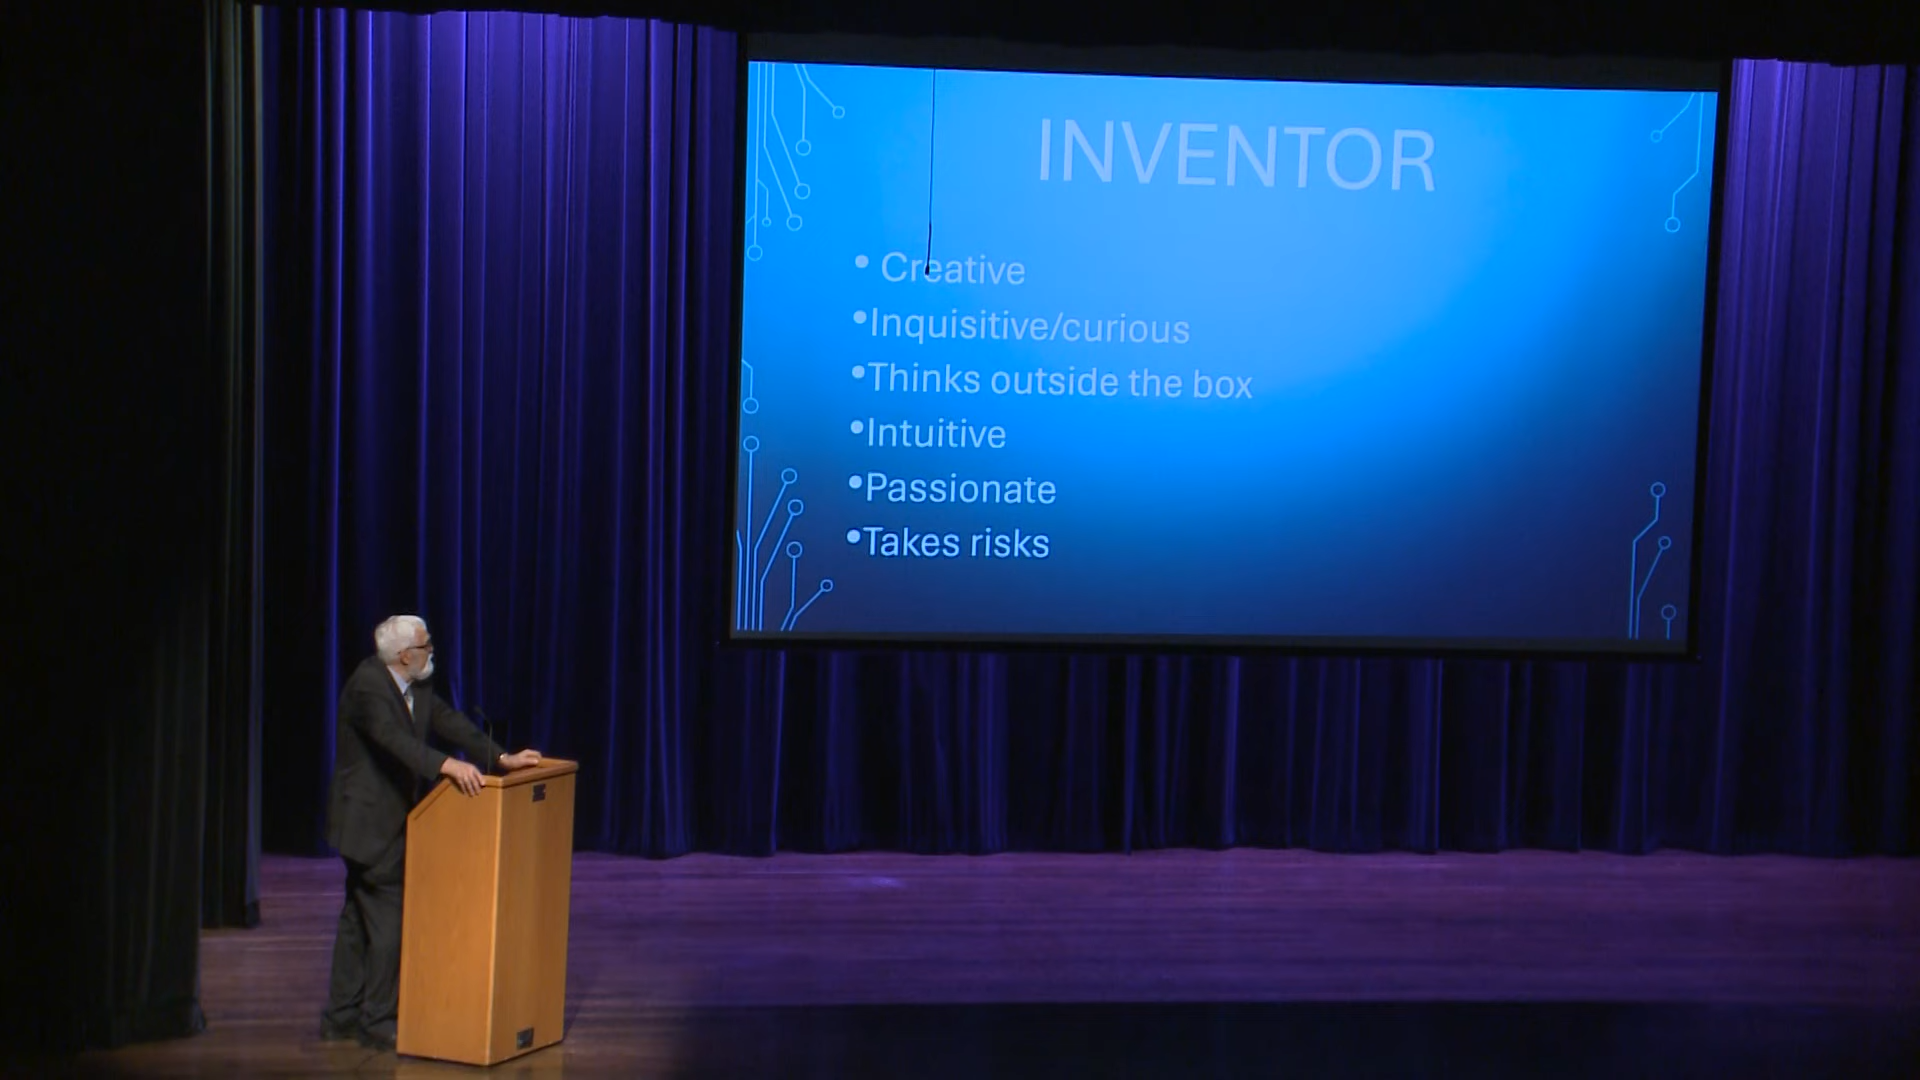 INVENTOR
• Creative
•Inquisitive/curious
•Thinks outside the box
•Intuitive
•Passionate
•Takes risks